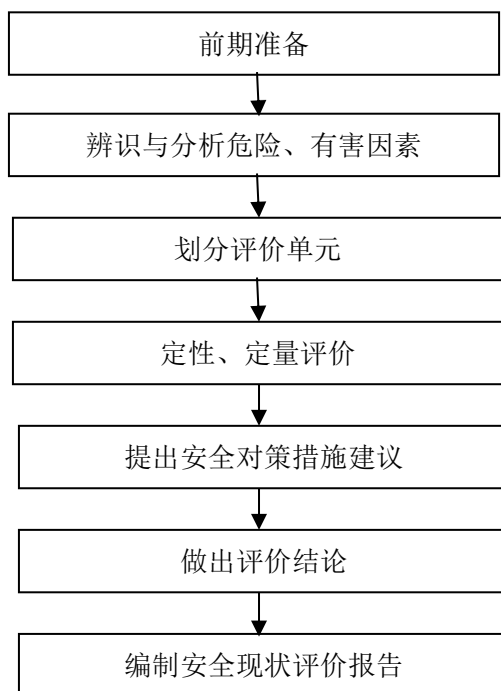 前期准备
辨识与分析危险、有害因素
划分评价单元
定性、定量评价
提出安全对策措施建议
做出评价结论
编制安全现状评价报告